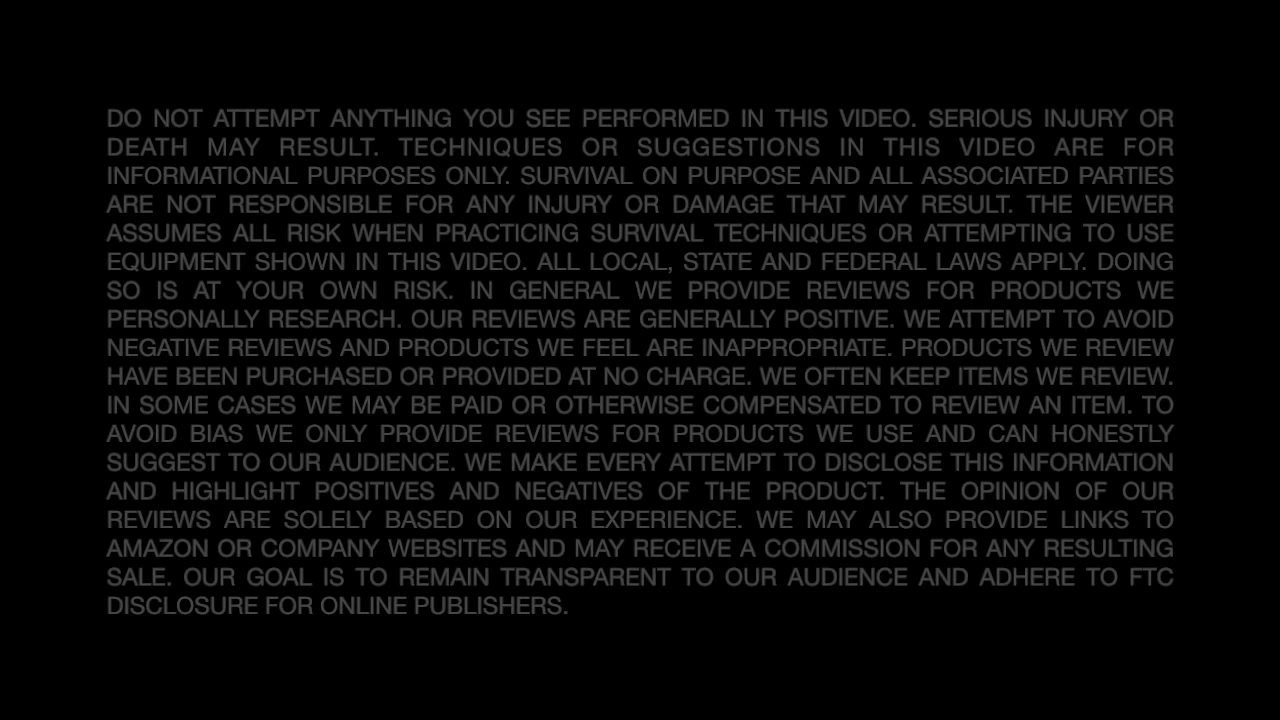 DO NOT ATTEMPT ANYTHING YOU SEE PERFORMED IN THIS VIDEO. SERIOUS INJURY OR
DEATH MAY RESULT. TECHNIQUES OR SUGGESTIONS IN THIS VIDEO ARE FOR
INFORMATIONAL PURPOSES ONLY. SURVIVAL ON PURPOSE AND ALL ASSOCIATED PARTIES
ARE NOT RESPONSIBLE FOR ANY INJURY OR DAMAGE THAT MAY RESULT. THE VIEWER
ASSUMES ALL RISK WHEN PRACTICING SURVIVAL TECHNIQUES OR ATTEMPTING TO USE
EQUIPMENT SHOWN IN THIS VIDEO. ALL LOCAL, STATE AND FEDERAL LAWS APPLY. DOING
SO IS AT YOUR OWN RISK. IN GENERAL WE PROVIDE REVIEWS FOR PRODUCTS WE
PERSONALLY RESEARCH. OUR REVIEWS ARE GENERALLY POSITIVE. WE ATTEMPT TO AVOID
NEGATIVE REVIEWS AND PRODUCTS WE FEEL ARE INAPPROPRIATE. PRODUCTS WE REVIEW
HAVE BEEN PURCHASED OR PROVIDED AT NO CHARGE. WE OFTEN KEEP ITEMS WE REVIEW.
IN SOME CASES WE MAY BE PAID OR OTHERWISE COMPENSATED TO REVIEW AN ITEM. TO
AVOID BIAS WE ONLY PROVIDE REVIEWS FOR PRODUCTS WE USE AND CAN HONESTLY
SUGGEST TO OUR AUDIENCE. WE MAKE EVERY ATTEMPT TO DISCLOSE THIS INFORMATION
AND HIGHLIGHT POSITIVES AND NEGATIVES OF THE PRODUCT. THE OPINION OF OUR
REVIEWS ARE SOLELY BASED ON OUR EXPERIENCE. WE MAY ALSO PROVIDE LINKS TO
AMAZON OR COMPANY WEBSITES AND MAY RECEIVE A COMMISSION FOR ANY RESULTING
SALE. OUR GOAL IS TO REMAIN TRANSPARENT TO OUR AUDIENCE AND ADHERE TO FTC
DISCLOSURE FOR ONLINE PUBLISHERS.